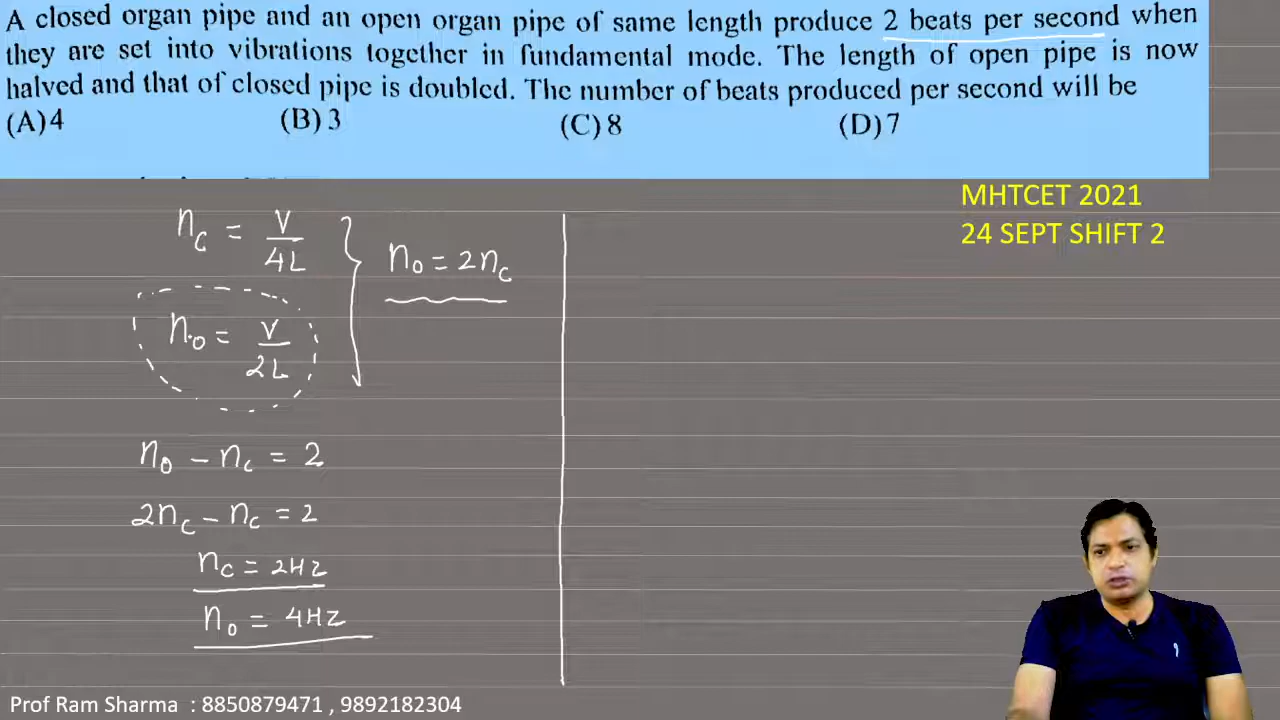 A closed organ pipe and an open organ pipe of same length produce 2 beats per second when
they are set into vibrations together in fundamental mode. The length of open pipe is now
halved and that of closed pipe is doubled. The number of beats produced per second will be
(A) 4 (B) 3 (C) 8 (D) 7
MHTCET 2021
24 SEPT SHIFT 2
n_c = V/4L
n_o = V/2L
n_o = 2n_c
n_o - n_c = 2
2n_c - n_c = 2
n_c = 2Hz
n_o = 4Hz
Prof Ram Sharma : 8850879471 , 9892182304